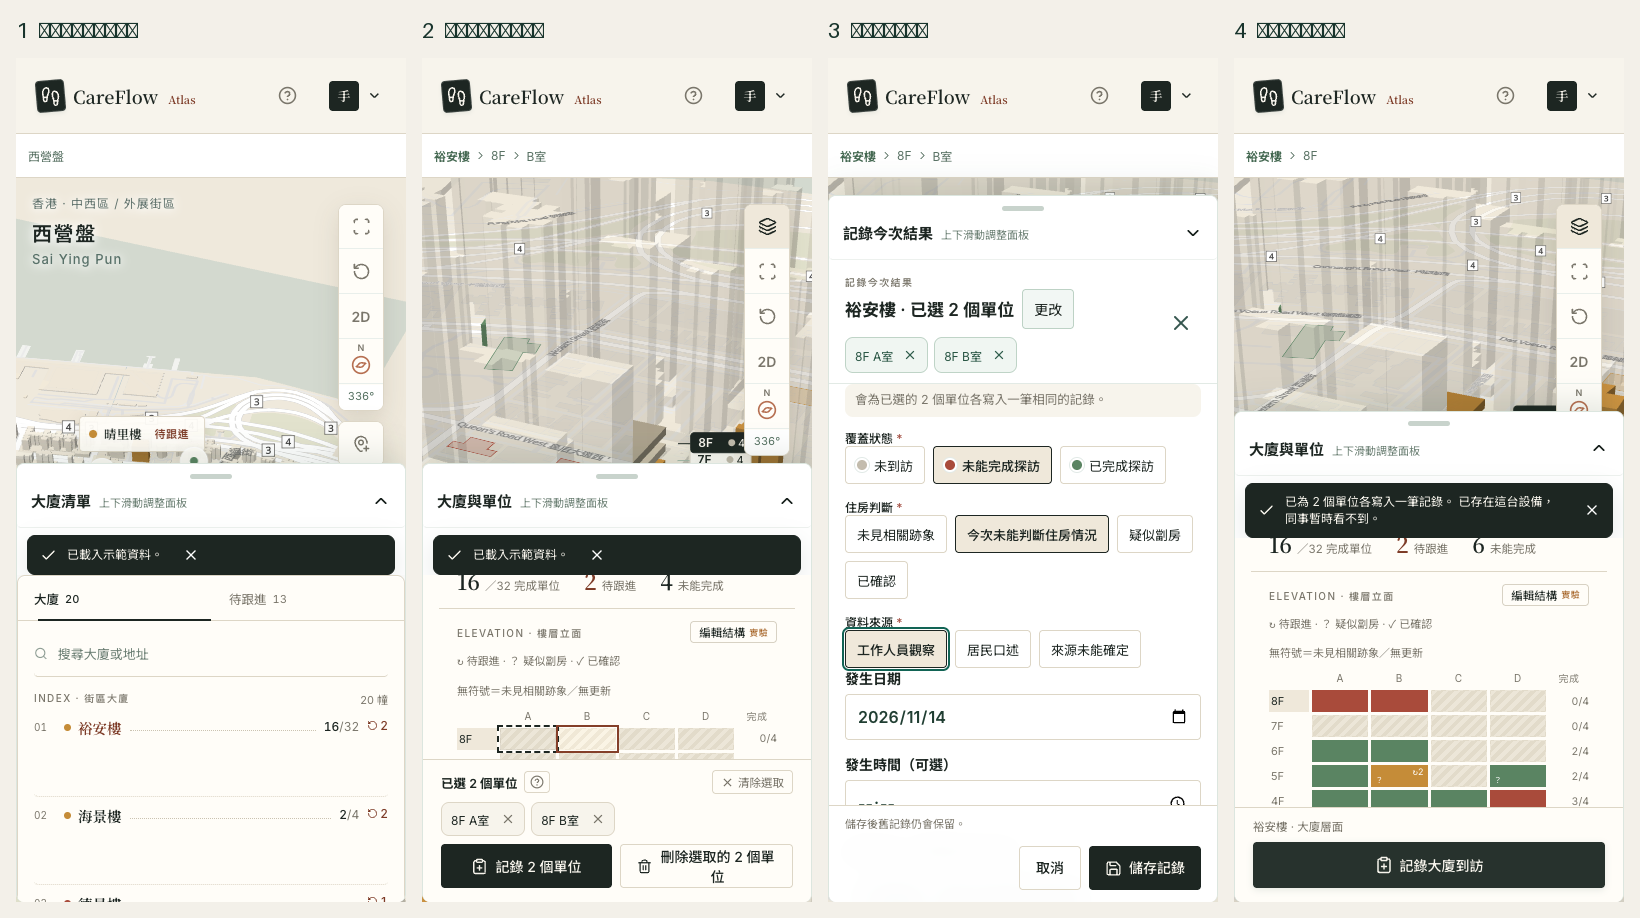 1
CareFlow Atlas
手
西營盤
香港 · 中西區 / 外展街區
西營盤
Sai Ying Pun
2D
N
336°
3
4
3
4
晴里樓 待跟進
大廈清單 上下滑動調整面板
已載入示範資料。
大廈 20
待跟進 13
搜尋大廈或地址
INDEX · 街區大廈
20 幢
01 裕安樓 16/32 2
02 海景樓 2/4 2
03
2
CareFlow Atlas
手
裕安樓 > 8F > B室
3
4
4
2D
N
336°
Queen's Road West
8F 4
7F 4
大廈與單位 上下滑動調整面板
已載入示範資料。
16 ／32 完成單位 2 待跟進 4 未能完成
ELEVATION · 樓層立面
編輯結構 實驗
↻ 待跟進 · ? 疑似劏房 · ✓ 已確認
無符號＝未見相關跡象／無更新
A B C D 完成
8F 0/4
已選 2 個單位
清除選取
8F A室
8F B室
記錄 2 個單位
刪除選取的 2 個單
位
3
CareFlow Atlas
手
裕安樓 > 8F > B室
3
記錄今次結果 上下滑動調整面板
記錄今次結果
裕安樓 · 已選 2 個單位
更改
8F A室
8F B室
會為已選的 2 個單位各寫入一筆相同的記錄。
覆蓋狀態 *
未到訪
未能完成探訪
已完成探訪
住房判斷 *
未見相關跡象
今次未能判斷住房情況
疑似劏房
已確認
資料來源 *
工作人員觀察
居民口述
來源未能確定
發生日期
2026/11/14
發生時間（可選）
--:--
儲存後舊記錄仍會保留。
取消
儲存記錄
4
CareFlow Atlas
手
裕安樓 > 8F
3
3
3
4
4
4
4
3
2D
N
大廈與單位 上下滑動調整面板
已為 2 個單位各寫入一筆記錄。 已存在這台設備，
同事暫時看不到。
16 ／32 完成單位 2 待跟進 6 未能完成
ELEVATION · 樓層立面
編輯結構 實驗
↻ 待跟進 · ? 疑似劏房 · ✓ 已確認
無符號＝未見相關跡象／無更新
A B C D 完成
8F 0/4
7F 0/4
6F 2/4
5F ? ↻2 ? 2/4
4F 3/4
裕安樓 · 大廈層面
記錄大廈到訪